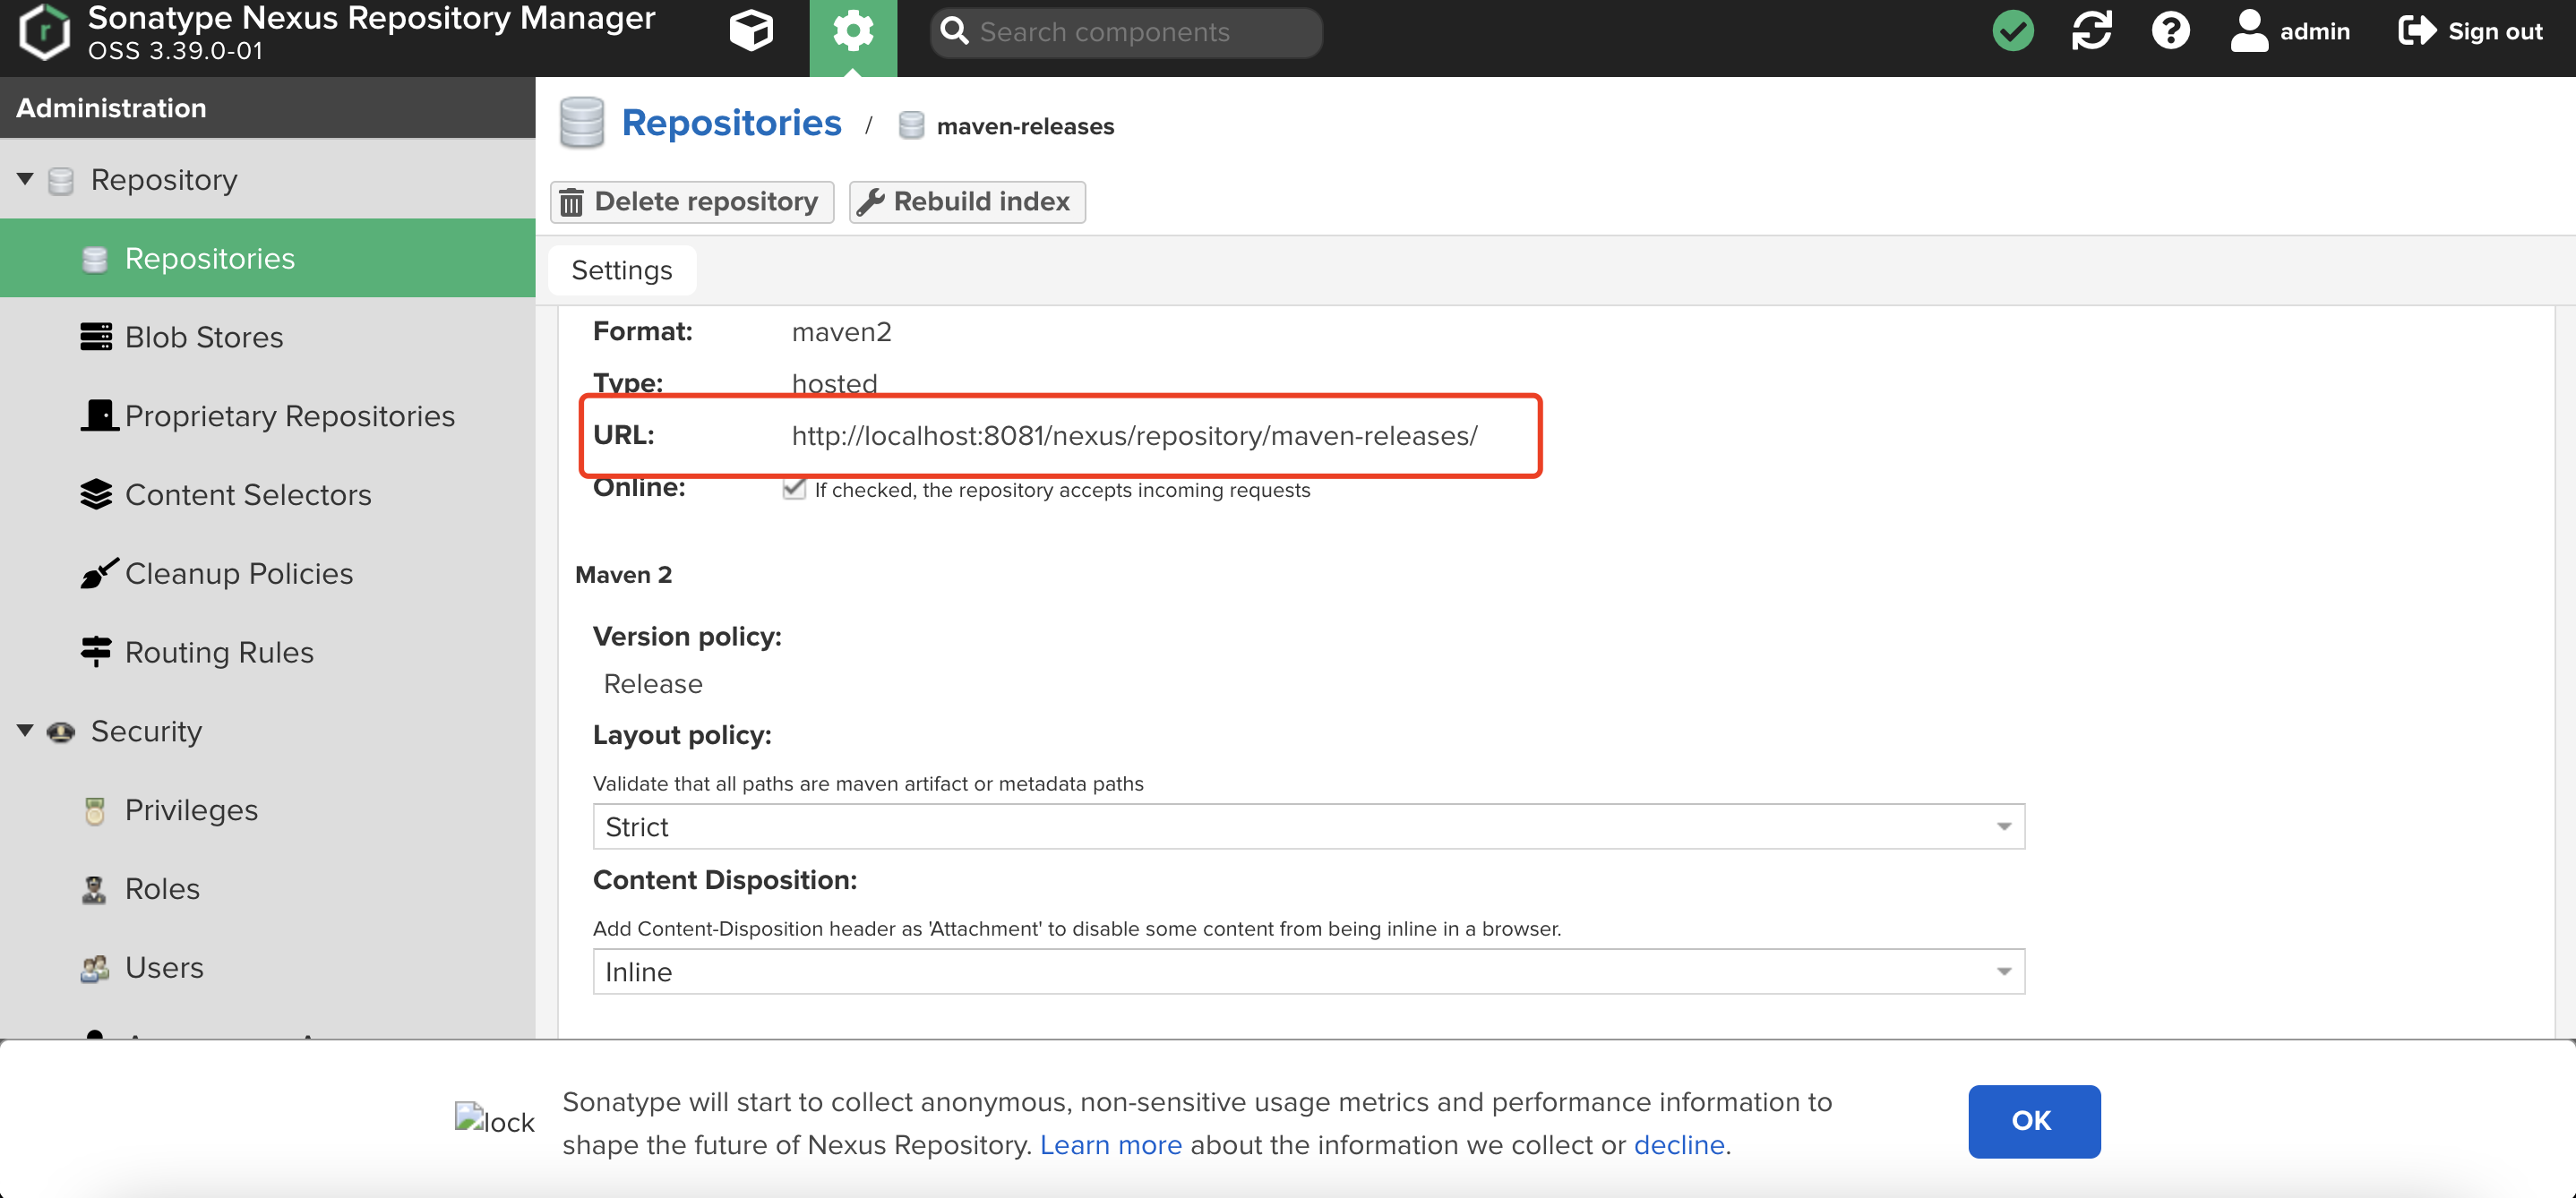 Sonatype Nexus Repository Manager
OSS 3.39.0-01
Search components
admin
Sign out
Administration
Repository
Repositories
Blob Stores
Proprietary Repositories
Content Selectors
Cleanup Policies
Routing Rules
Security
Privileges
Roles
Users
Repositories / maven-releases
Delete repository
Rebuild index
Settings
Format: maven2
Type: hosted
URL: http://localhost:8081/nexus/repository/maven-releases/
Online: If checked, the repository accepts incoming requests
Maven 2
Version policy:
Release
Layout policy:
Validate that all paths are maven artifact or metadata paths
Strict
Content Disposition:
Add Content-Disposition header as 'Attachment' to disable some content from being inline in a browser.
Inline
lock
Sonatype will start to collect anonymous, non-sensitive usage metrics and performance information to
shape the future of Nexus Repository. Learn more about the information we collect or decline.
OK